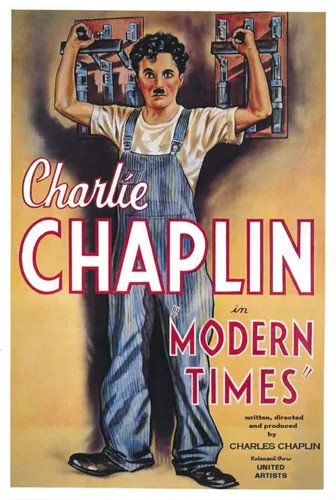 Charlie
CHAPLIN
in
"MODERN
TIMES"
written, directed
and produced
by
CHARLES CHAPLIN
Released thru
UNITED
ARTISTS